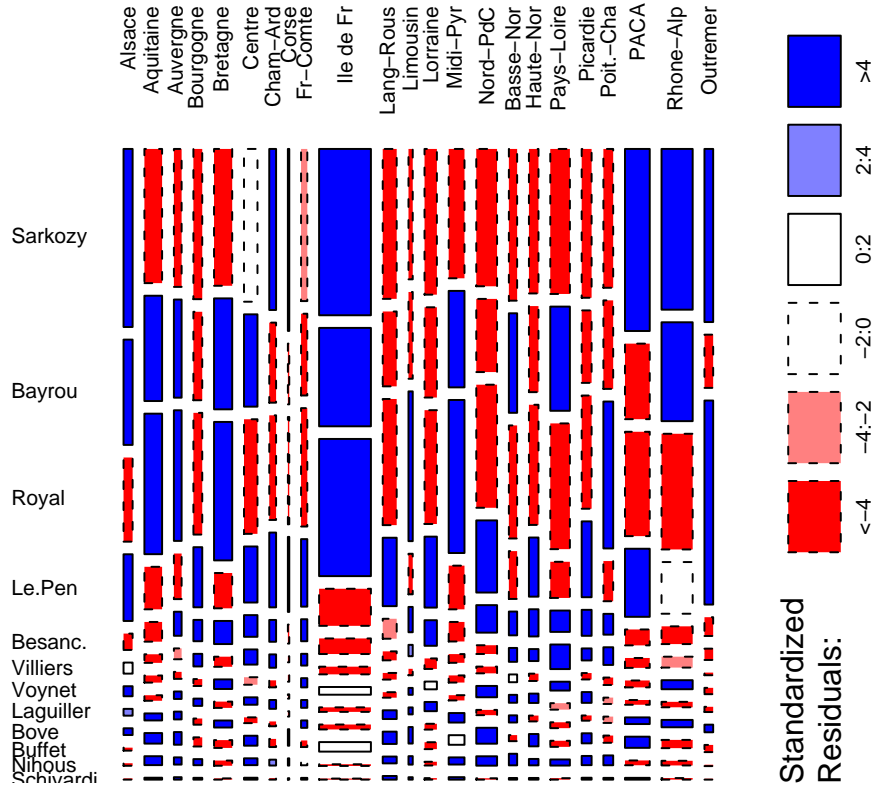 Alsace
Aquitaine
Auvergne
Bourgogne
Bretagne
Centre
Cham−Ard
Corse
Fr−Comte
Ile de Fr
Lang−Rous
Limousin
Lorraine
Midi−Pyr
Nord−PdC
Basse−Nor
Haute−Nor
Pays−Loire
Picardie
Poit.−Cha
PACA
Rhone−Alp
Outremer
Sarkozy
Bayrou
Royal
Le.Pen
Besanc.
Villiers
Voynet
Laguiller
Bove
Buffet
Nihous
Schivardi
Standardized
Residuals:
<−4
−4:−2
−2:0
0:2
2:4
>4